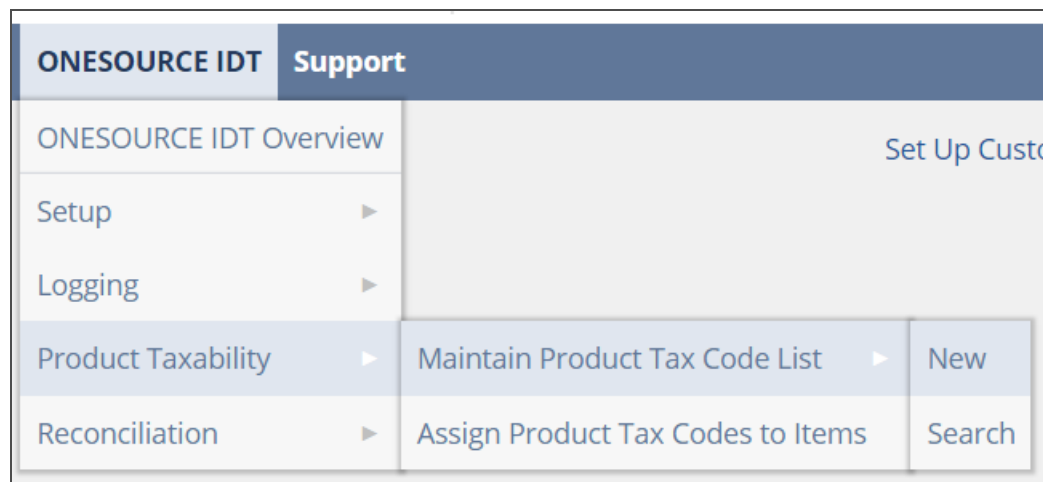 ONESOURCE IDT Support
ONESOURCE IDT Overview
Set Up Custo
Setup
Logging
Product Taxability Maintain Product Tax Code List New
Reconciliation Assign Product Tax Codes to Items Search